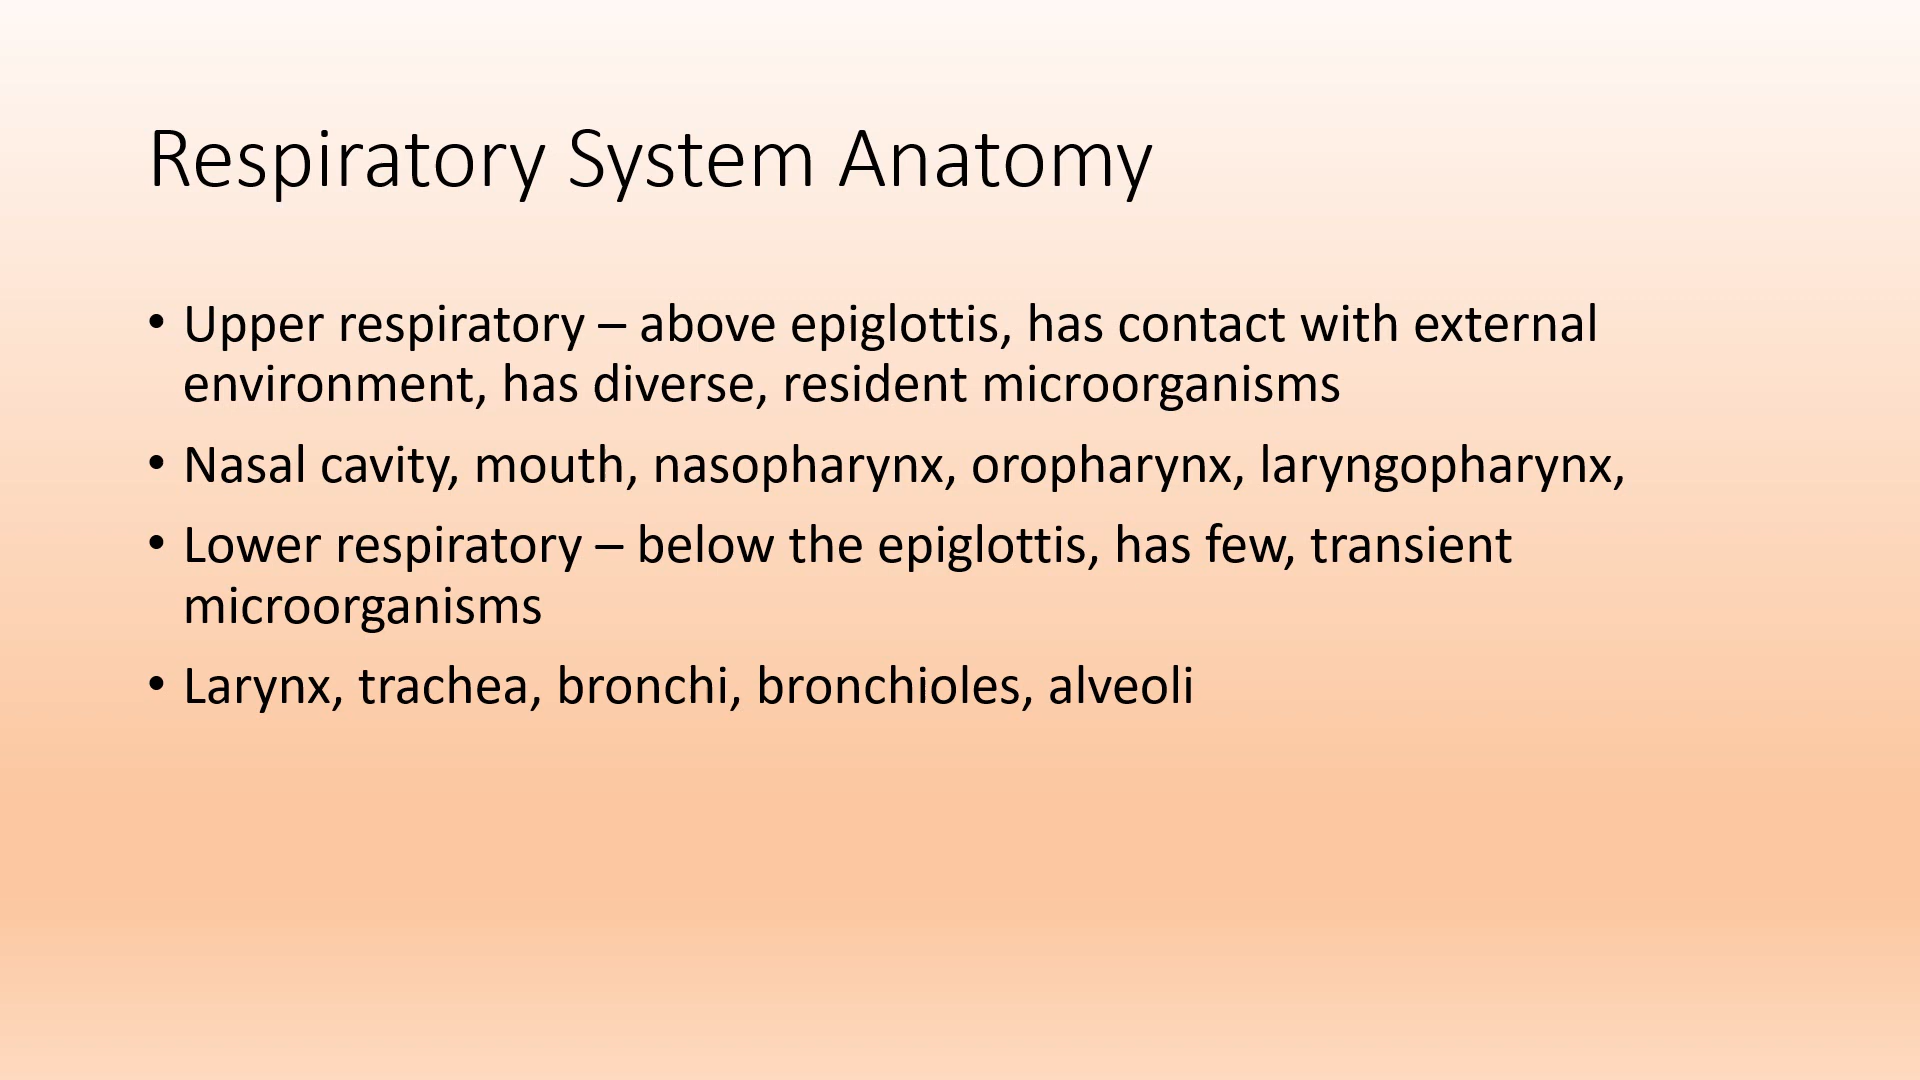 Respiratory System Anatomy
• Upper respiratory – above epiglottis, has contact with external
environment, has diverse, resident microorganisms
• Nasal cavity, mouth, nasopharynx, oropharynx, laryngopharynx,
• Lower respiratory – below the epiglottis, has few, transient
microorganisms
• Larynx, trachea, bronchi, bronchioles, alveoli